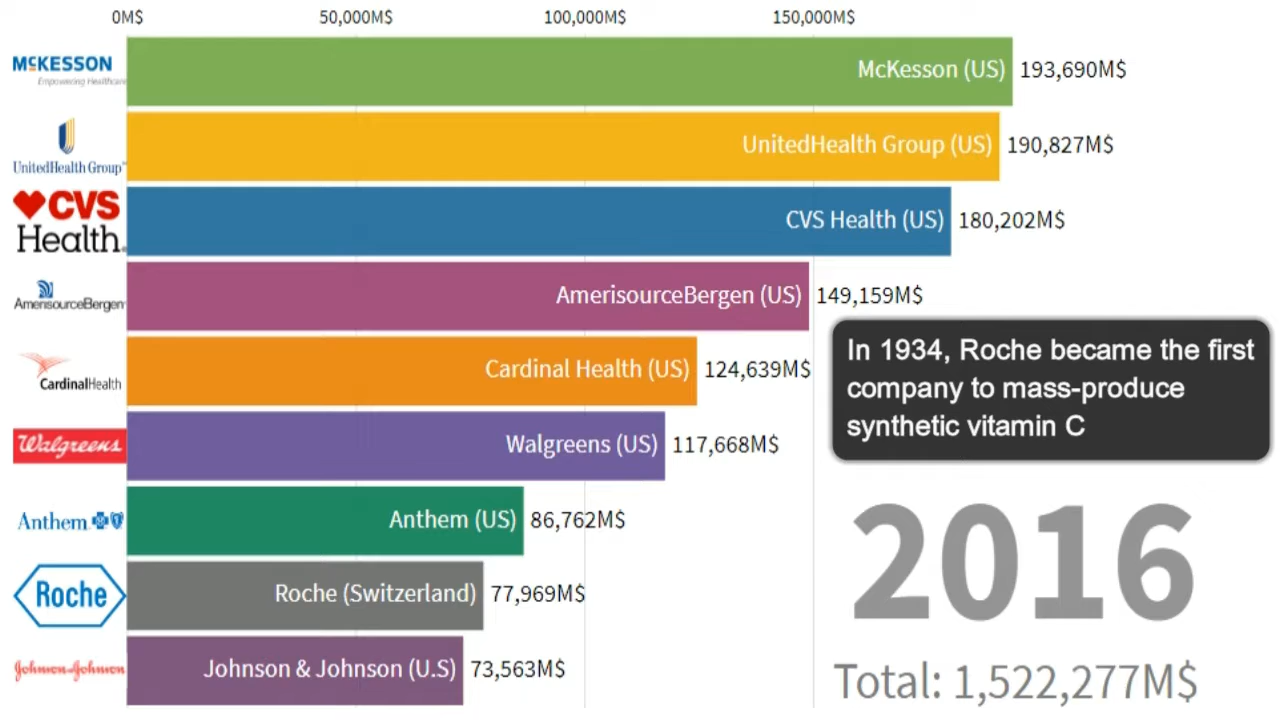 0M$ 50,000M$ 100,000M$ 150,000M$
McKESSON
Empowering Healthcare
McKesson (US) 193,690M$
UnitedHealth Group
UnitedHealth Group (US) 190,827M$
CVS
Health
CVS Health (US) 180,202M$
AmerisourceBergen
AmerisourceBergen (US) 149,159M$
CardinalHealth
Cardinal Health (US) 124,639M$
Walgreens
Walgreens (US) 117,668M$
Anthem
Anthem (US) 86,762M$
Roche
Roche (Switzerland) 77,969M$
Johnson & Johnson
Johnson & Johnson (U.S) 73,563M$
In 1934, Roche became the first
company to mass-produce
synthetic vitamin C
2016
Total: 1,522,277M$